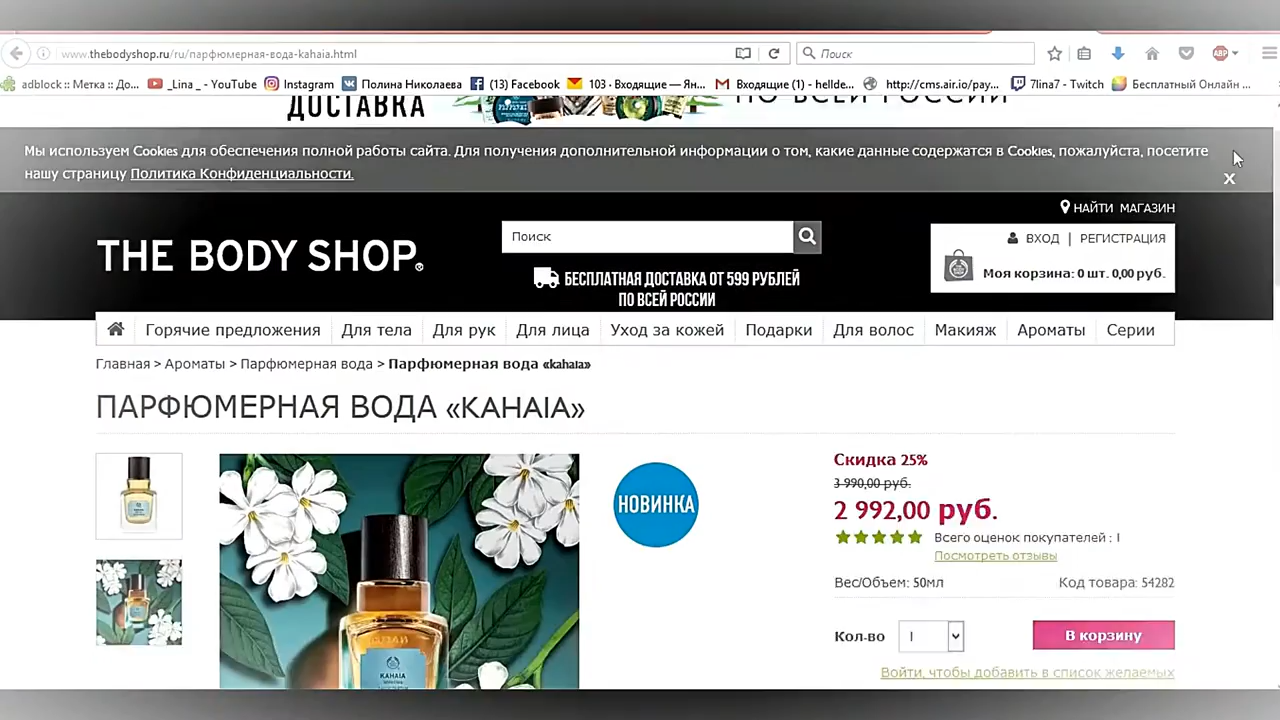 www.thebodyshop.ru/ru/парфюмерная-вода-kahaia.html
Поиск
ABP
adblock :: Метка :: До...
_Lina_ - YouTube
Instagram
Полина Николаева
(13) Facebook
103 · Входящие — Ян...
Входящие (1) - hellde...
http://cms.air.io/pay...
7lina7 - Twitch
Бесплатный Онлайн ...
ДОСТАВКА
ПО ВСЕЙ РОССИИ
Мы используем Cookies для обеспечения полной работы сайта. Для получения дополнительной информации о том, какие данные содержатся в Cookies, пожалуйста, посетите
нашу страницу Политика Конфиденциальности.
X
НАЙТИ МАГАЗИН
THE BODY SHOP®
Поиск
БЕСПЛАТНАЯ ДОСТАВКА ОТ 599 РУБЛЕЙ
ПО ВСЕЙ РОССИИ
ВХОД | РЕГИСТРАЦИЯ
Моя корзина: 0 шт. 0,00 руб.
Горячие предложения
Для тела
Для рук
Для лица
Уход за кожей
Подарки
Для волос
Макияж
Ароматы
Серии
Главная > Ароматы > Парфюмерная вода > Парфюмерная вода «kahaia»
ПАРФЮМЕРНАЯ ВОДА «KAHAIA»
НОВИНКА
KAHAIA
Скидка 25%
3 990,00 руб.
2 992,00 руб.
Всего оценок покупателей : 1
Посмотреть отзывы
Вес/Объем: 50мл
Код товара: 54282
Кол-во
1
В корзину
Войти, чтобы добавить в список желаемых